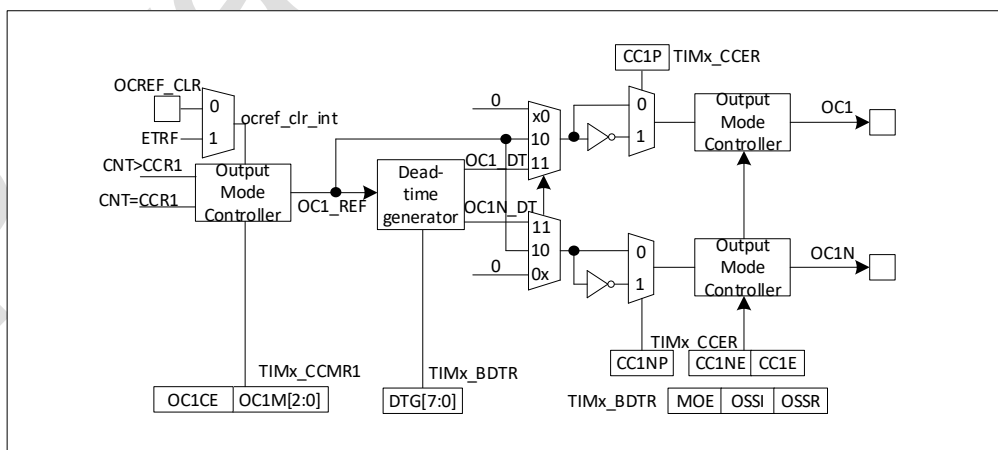 CC1P TIMx_CCER
OCREF_CLR
0
ocref_clr_int
ETRF
1
0
x0
10
11
0
1
Output Mode Controller
OC1
CNT>CCR1
CNT=CCR1
Output Mode Controller
OC1_REF
Dead-time generator
OC1_DT
OC1N_DT
11
10
0x
0
0
1
Output Mode Controller
OC1N
TIMx_CCMR1
TIMx_BDTR
TIMx_CCER
CC1NP CC1NE CC1E
OC1CE OC1M[2:0]
DTG[7:0]
TIMx_BDTR MOE OSSI OSSR